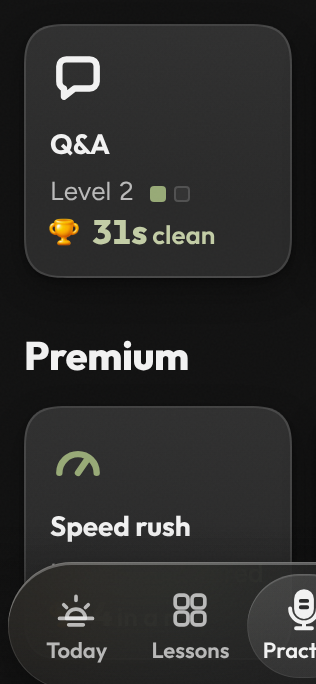 Q&A
Level 2
31s clean
Premium
Speed rush
Today
Lessons
Pract